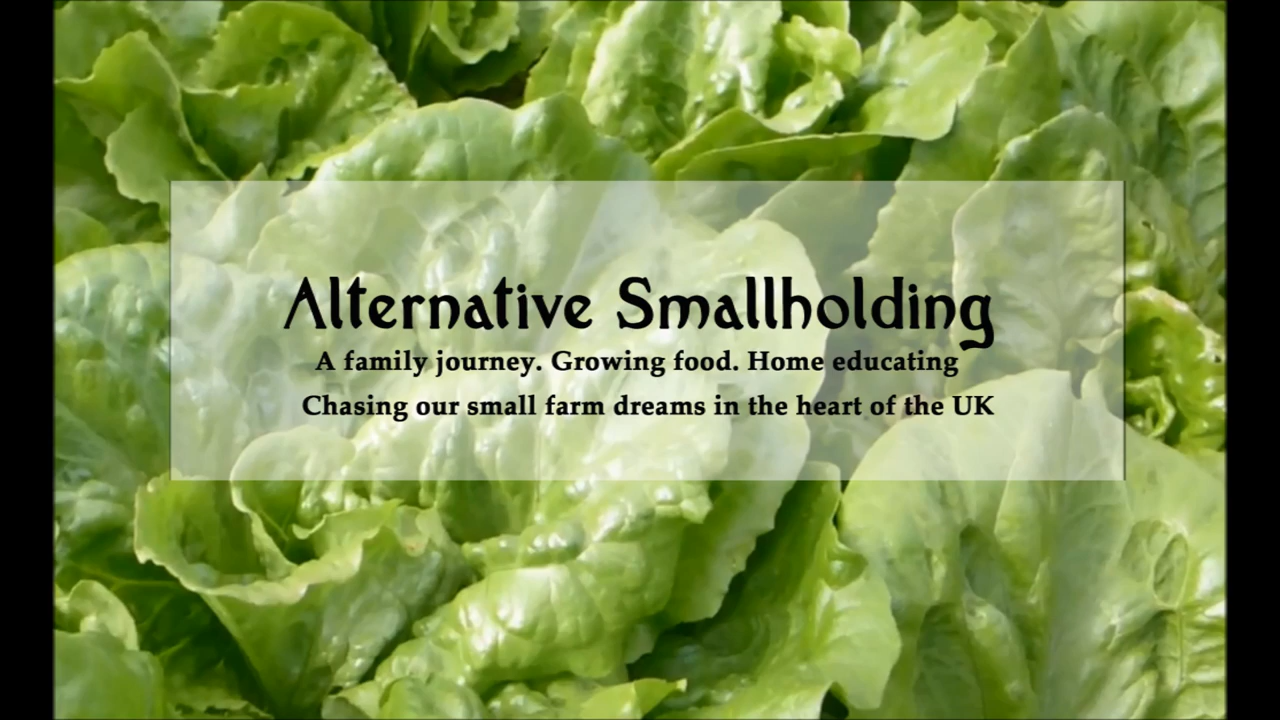 Alternative Smallholding
A family journey. Growing food. Home educating
Chasing our small farm dreams in the heart of the UK